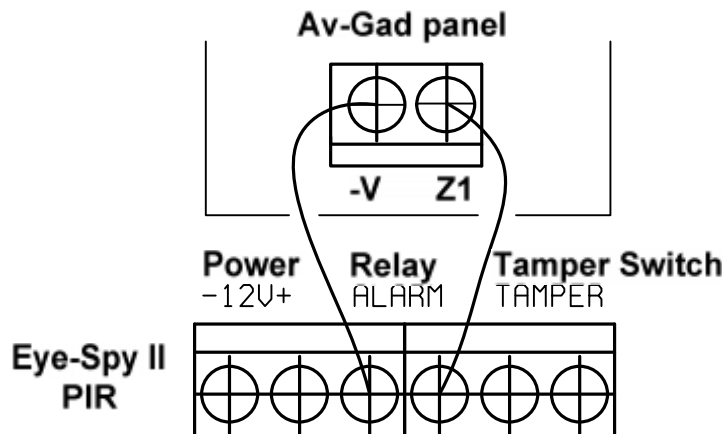 Av-Gad panel
-V Z1
Power Relay Tamper Switch
-12V+ ALARM TAMPER
Eye-Spy II
PIR